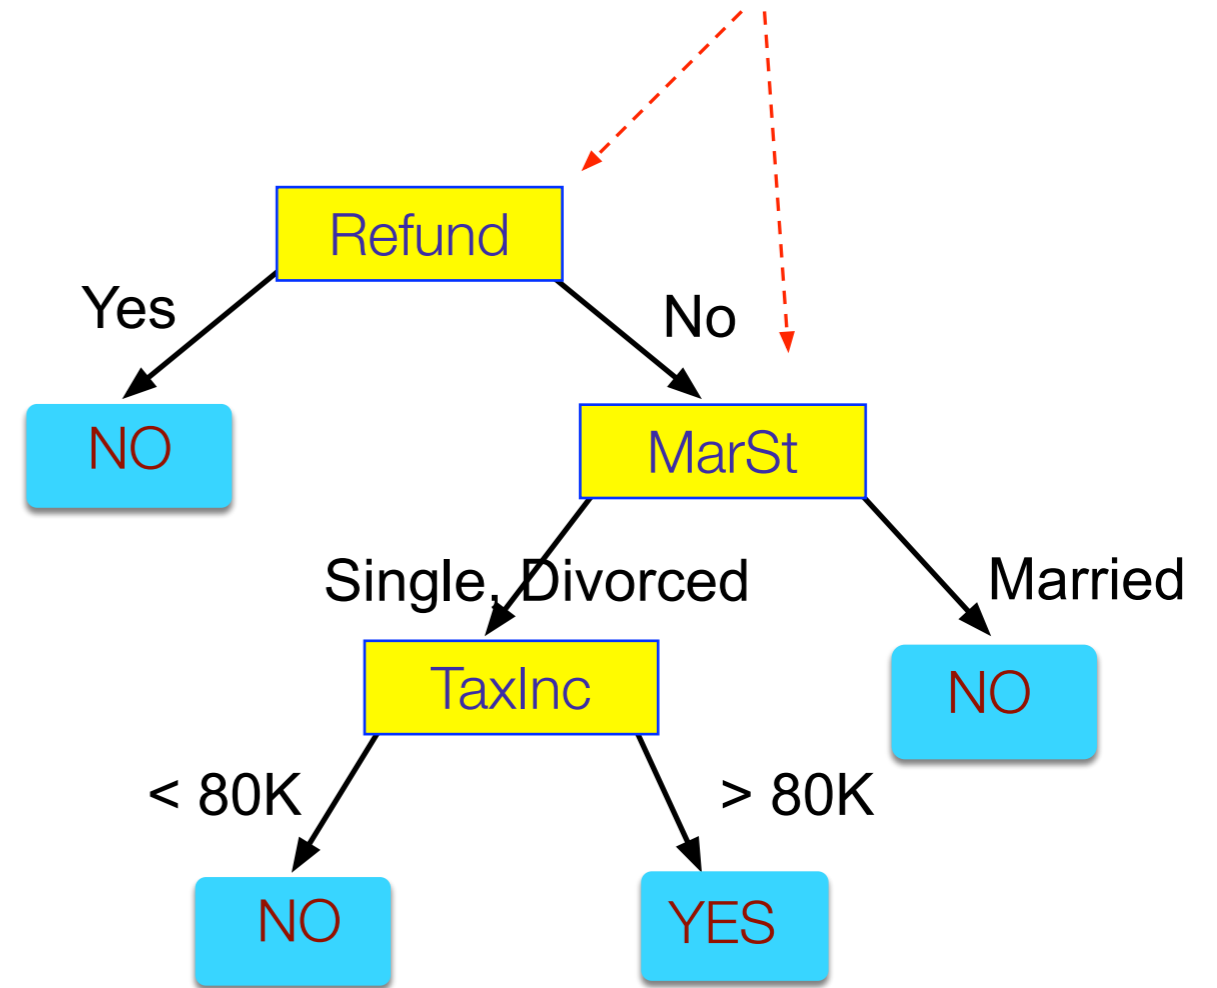 Refund
Yes
No
NO
MarSt
Single, Divorced
Married
TaxInc
NO
< 80K
> 80K
NO
YES